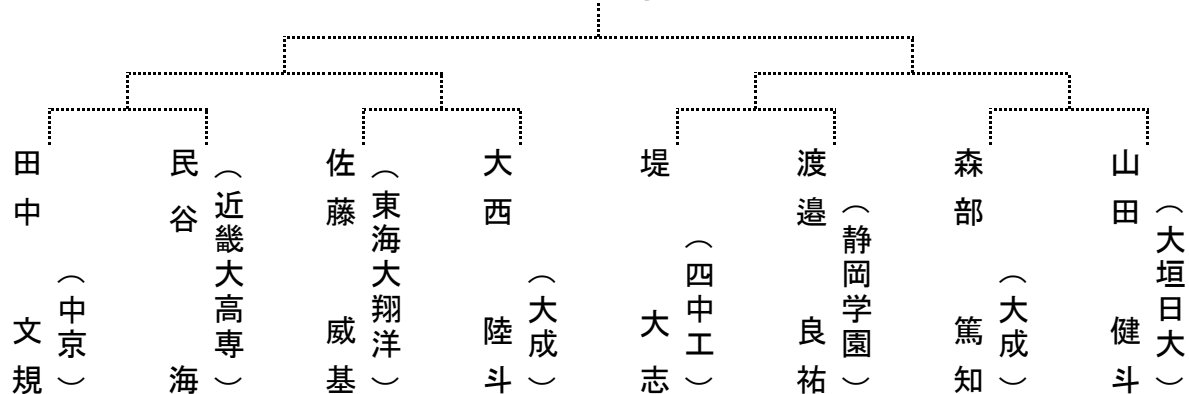 田中 文規
（中京）
民谷 海
（近畿大高専）
佐藤 威基
（東海大翔洋）
大西 陸斗
（大成）
堤 大志
（四中工）
渡邉 良祐
（静岡学園）
森部 篤知
（大成）
山田 健斗
（大垣日大）